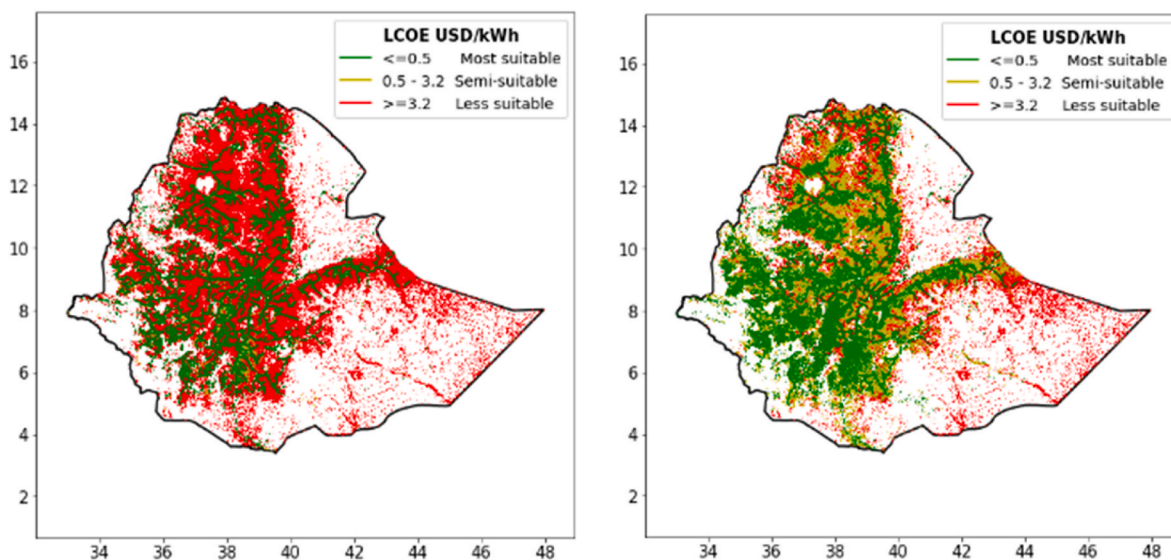 LCOE USD/kWh
<=0.5 Most suitable
0.5 - 3.2 Semi-suitable
>=3.2 Less suitable
16
14
12
10
8
6
4
2
34 36 38 40 42 44 46 48
LCOE USD/kWh
<=0.5 Most suitable
0.5 - 3.2 Semi-suitable
>=3.2 Less suitable
16
14
12
10
8
6
4
2
34 36 38 40 42 44 46 48